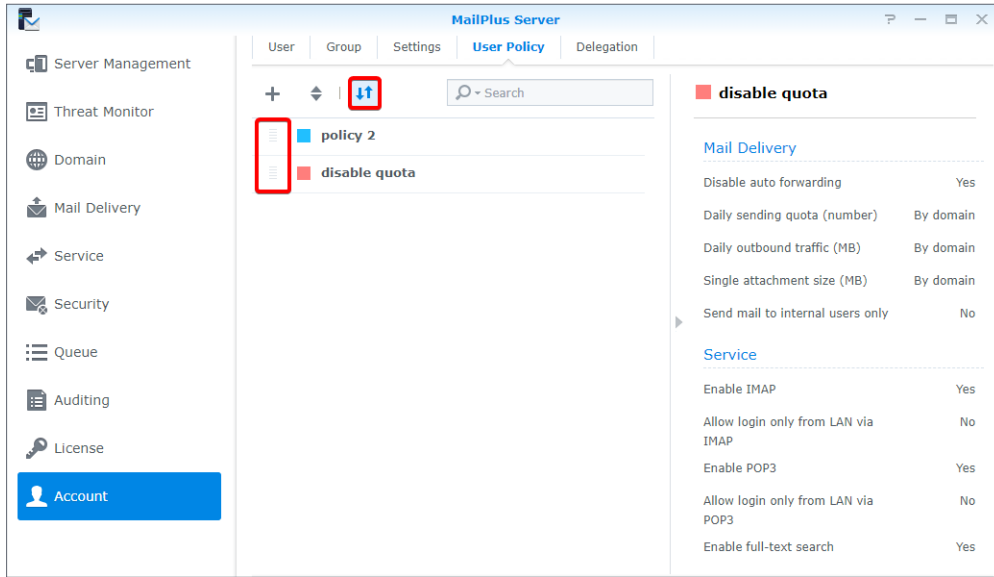 MailPlus Server
Server Management
Threat Monitor
Domain
Mail Delivery
Service
Security
Queue
Auditing
License
Account
User Group Settings User Policy Delegation
Search
policy 2
disable quota
disable quota
Mail Delivery
Disable auto forwarding Yes
Daily sending quota (number) By domain
Daily outbound traffic (MB) By domain
Single attachment size (MB) By domain
Send mail to internal users only No
Service
Enable IMAP Yes
Allow login only from LAN via No
IMAP
Enable POP3 Yes
Allow login only from LAN via No
POP3
Enable full-text search Yes